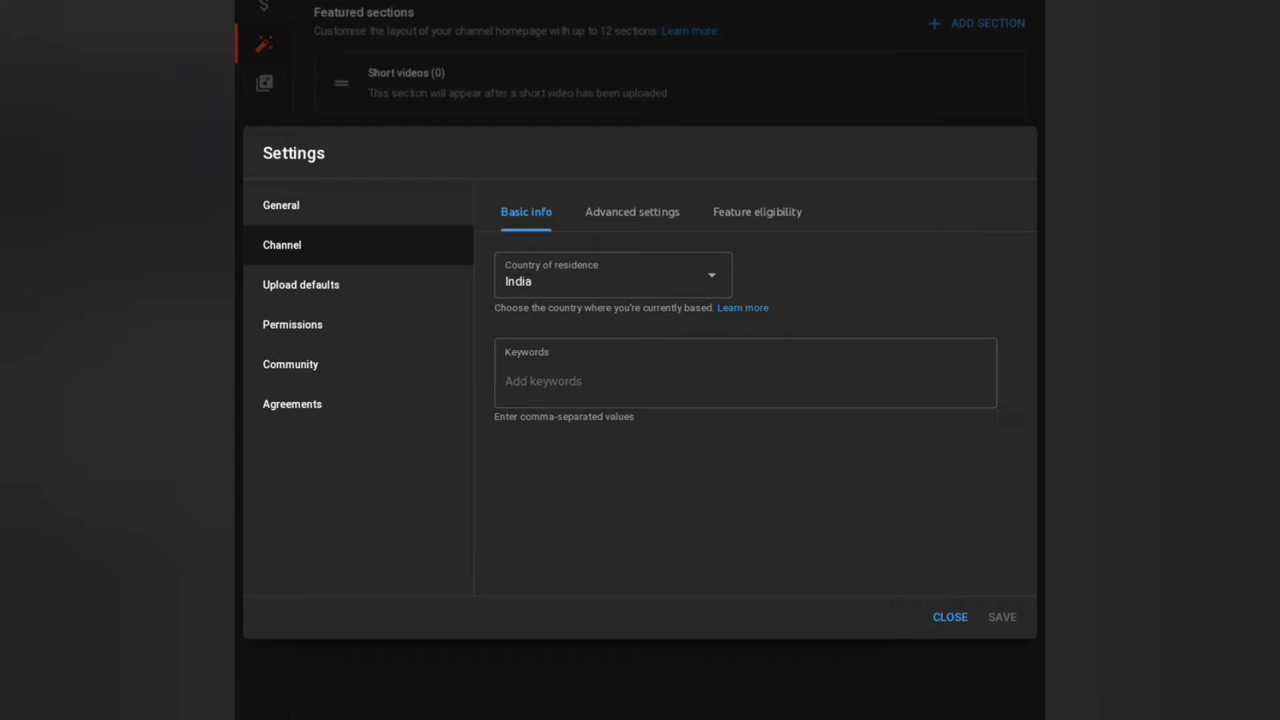 $
Featured sections
Customise the layout of your channel homepage with up to 12 sections. Learn more
+ ADD SECTION
Short videos (0)
This section will appear after a short video has been uploaded
Settings
General
Channel
Upload defaults
Permissions
Community
Agreements
Basic info Advanced settings Feature eligibility
Country of residence
India
Choose the country where you're currently based. Learn more
Keywords
Add keywords
Enter comma-separated values
CLOSE SAVE